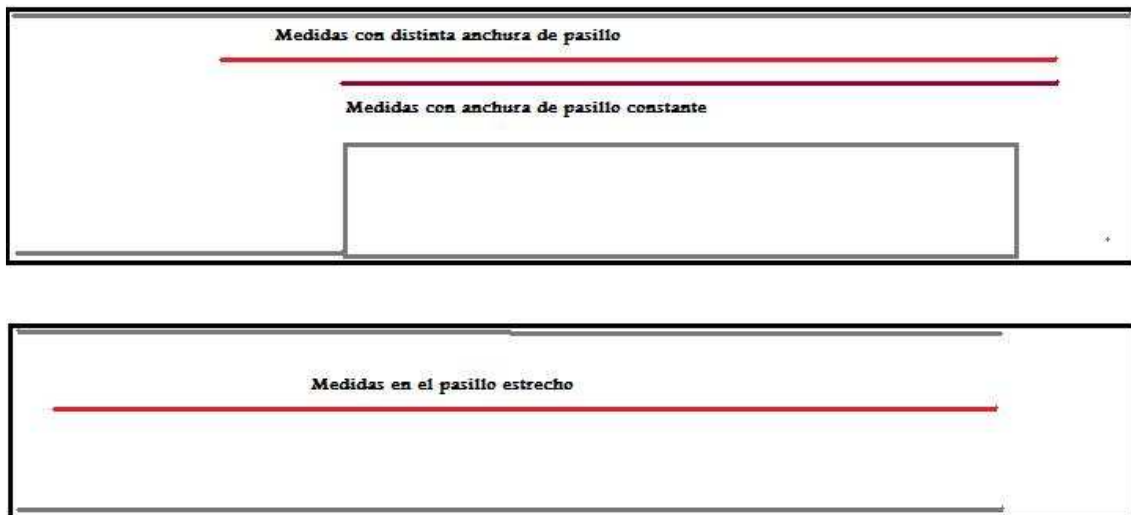 Medidas con distinta anchura de pasillo
Medidas con anchura de pasillo constante
Medidas en el pasillo estrecho